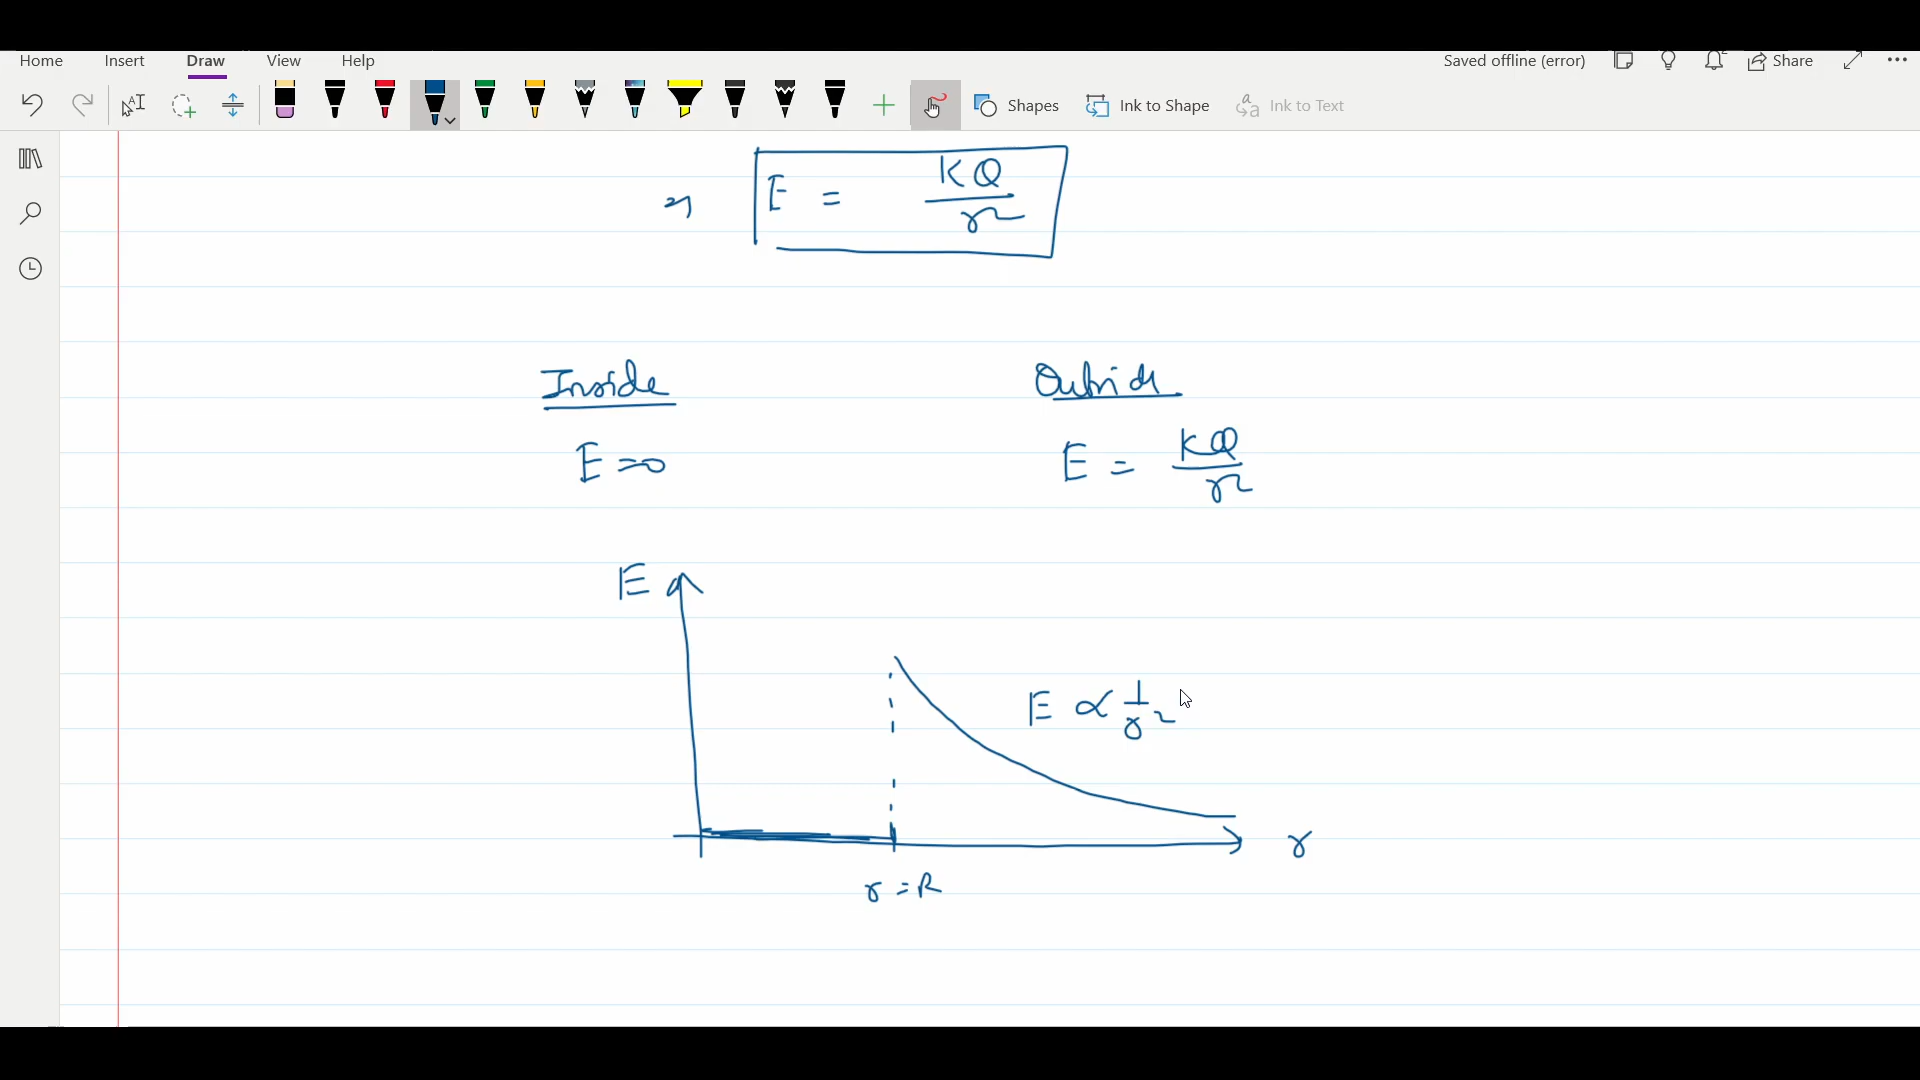 Home Insert Draw View Help Saved offline (error) Share
Shapes Ink to Shape Ink to Text
⇒ E = KQ/r²
Inside Outside
E = 0 E = KQ/r²
E
E ∝ 1/r²
r
r = R